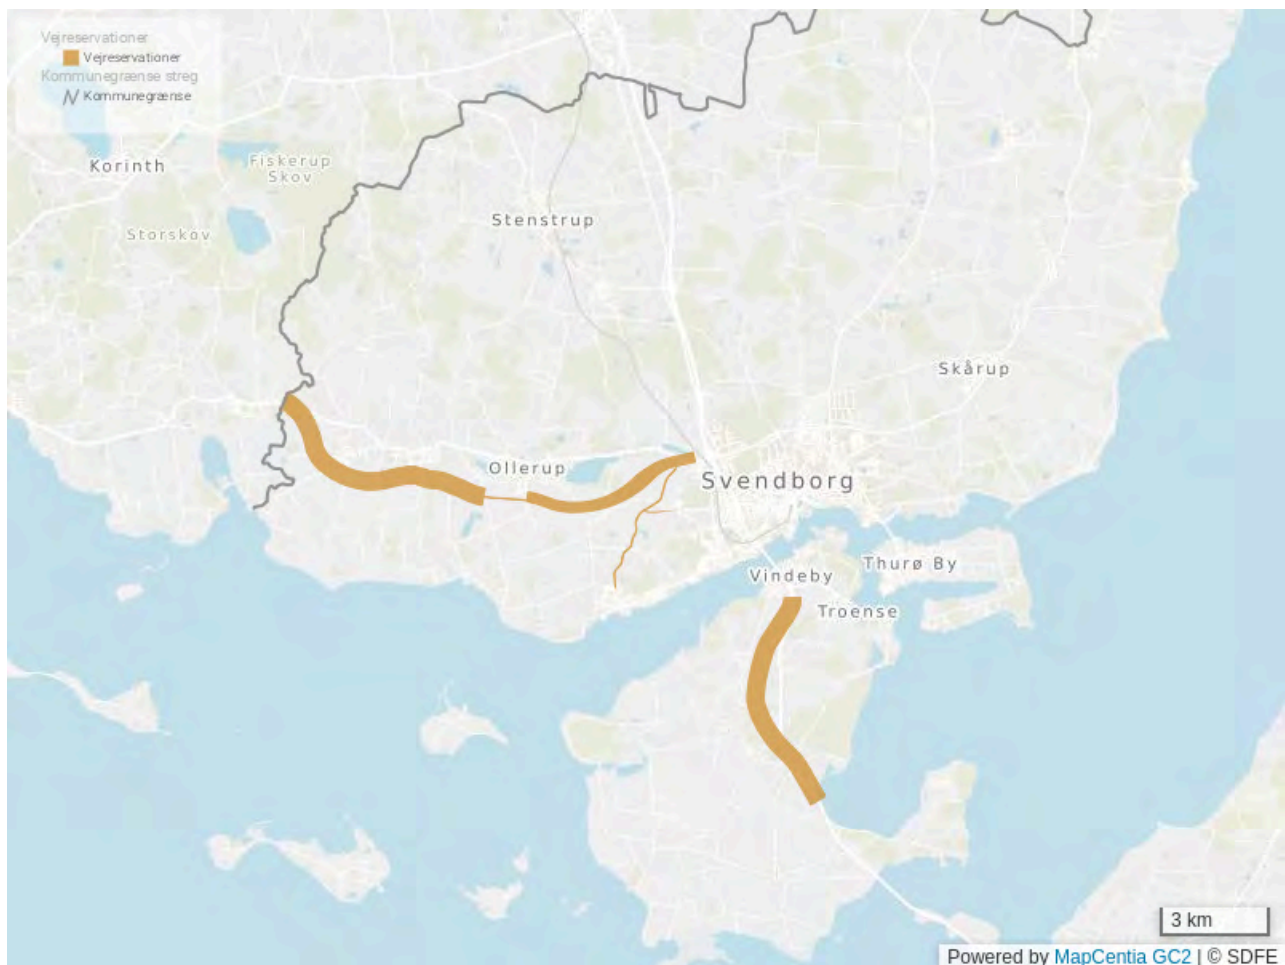 Vejreservationer
Vejreservationer
Kommunegrænse streg
Kommunegrænse
Korinth
Fiskerup
Skov
Storskov
Stenstrup
Skårup
Ollerup
Svendborg
Vindeby
Thurø By
Troense
3 km
Powered by MapCentia GC2 | © SDFE